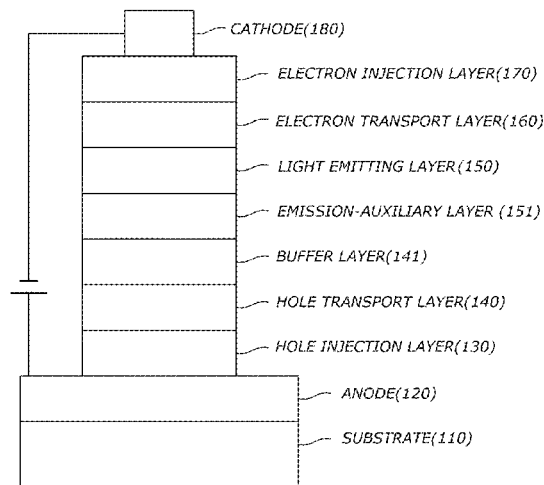 CATHODE(180)
ELECTRON INJECTION LAYER(170)
ELECTRON TRANSPORT LAYER(160)
LIGHT EMITTING LAYER(150)
EMISSION-AUXILIARY LAYER (151)
BUFFER LAYER(141)
HOLE TRANSPORT LAYER(140)
HOLE INJECTION LAYER(130)
ANODE(120)
SUBSTRATE(110)